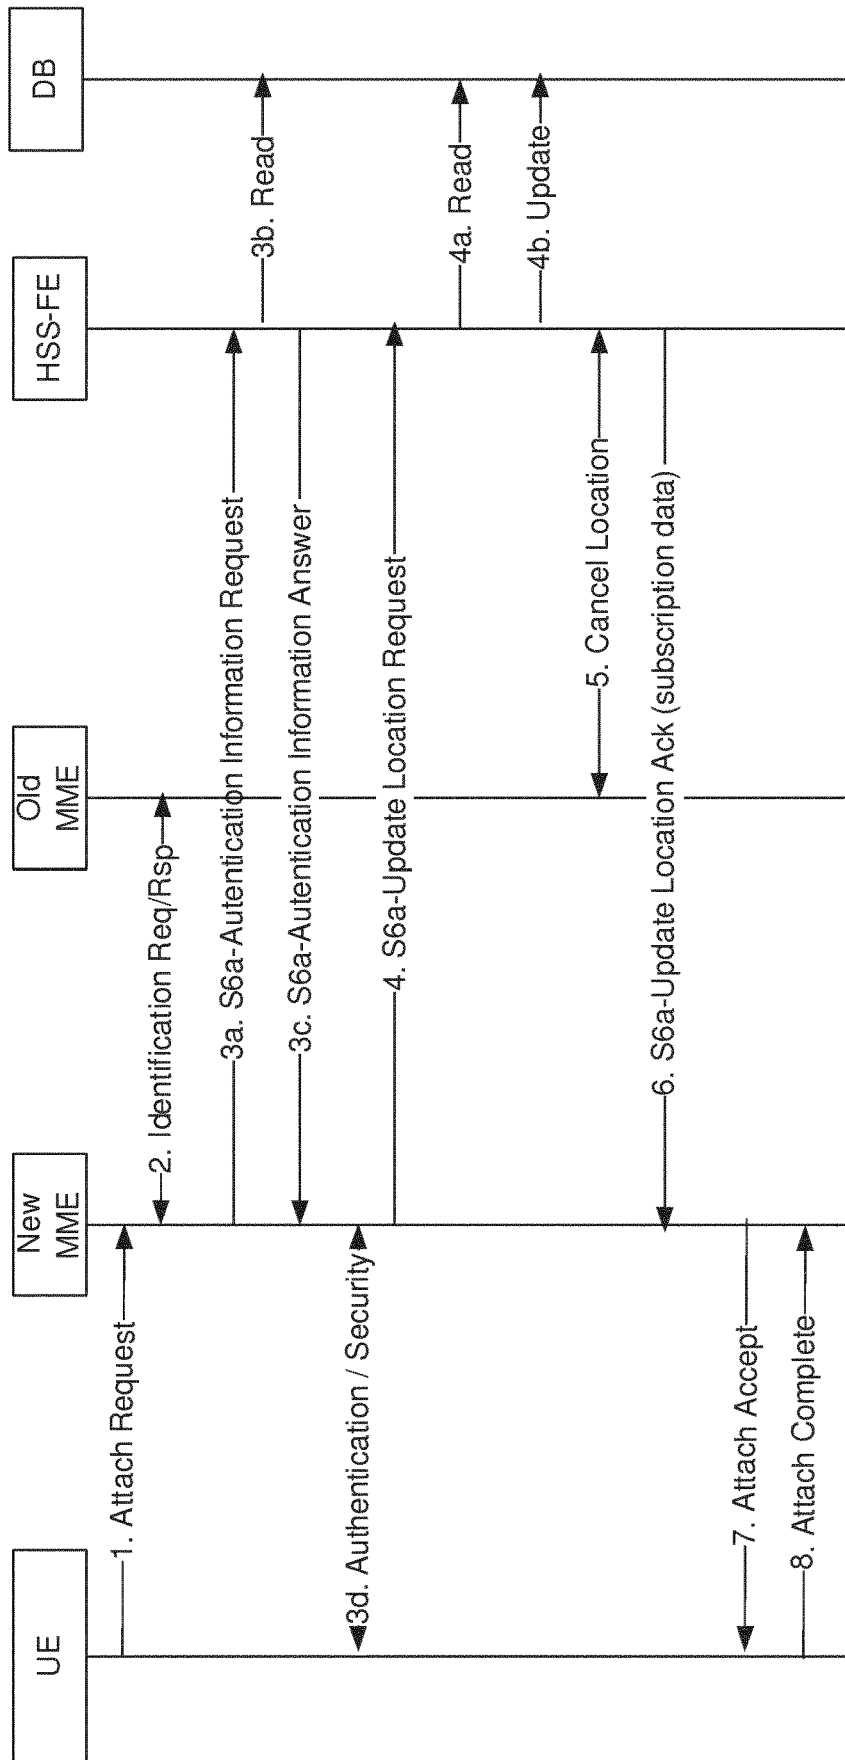 UE
New
MME
Old
MME
HSS-FE
DB
1. Attach Request
2. Identification Req/Rsp
3a. S6a-Autentication Information Request
3b. Read
3c. S6a-Autentication Information Answer
3d. Authentication / Security
4. S6a-Update Location Request
4a. Read
4b. Update
5. Cancel Location
6. S6a-Update Location Ack (subscription data)
7. Attach Accept
8. Attach Complete